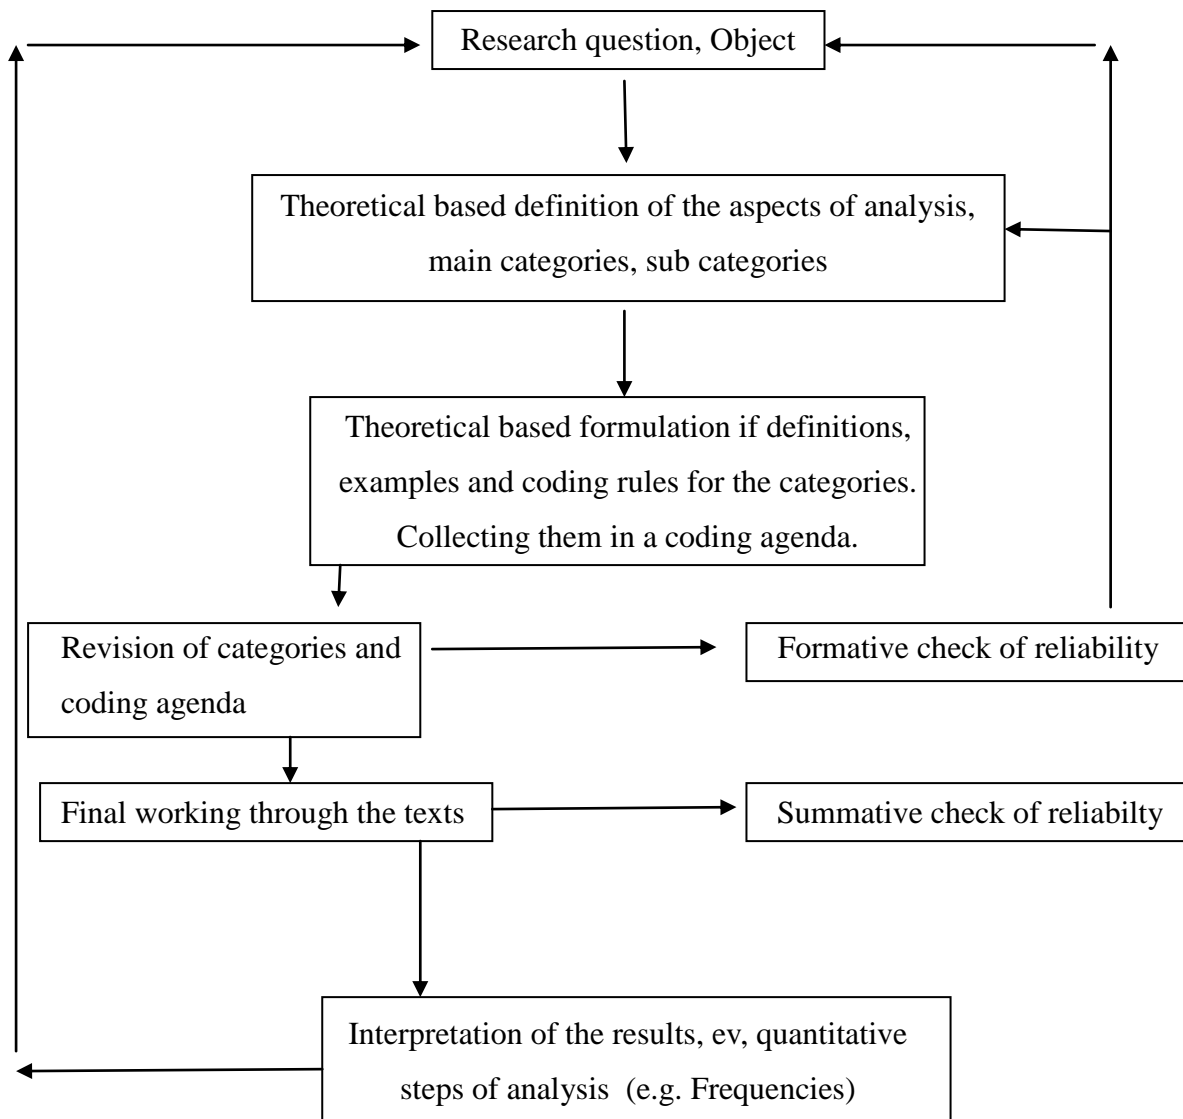 Research question, Object
Theoretical based definition of the aspects of analysis,
main categories, sub categories
Theoretical based formulation if definitions,
examples and coding rules for the categories.
Collecting them in a coding agenda.
Revision of categories and
coding agenda
Formative check of reliability
Final working through the texts
Summative check of reliabilty
Interpretation of the results, ev, quantitative
steps of analysis (e.g. Frequencies)